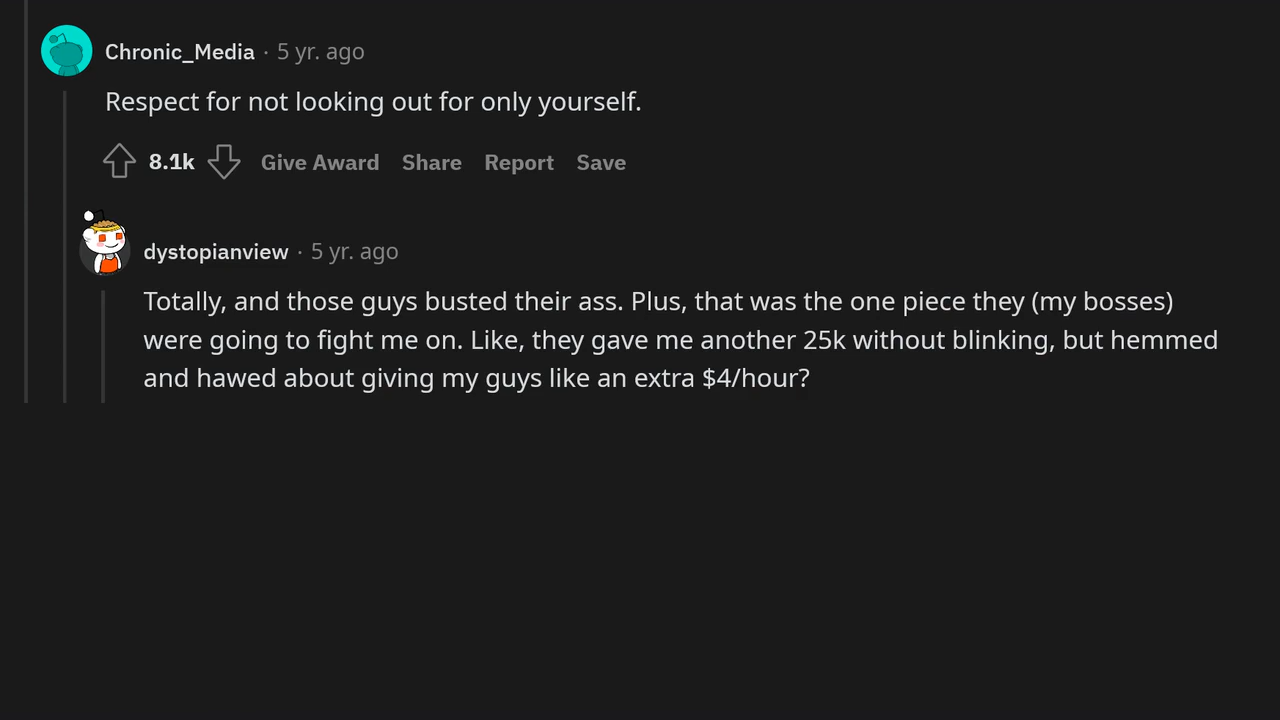 Chronic_Media · 5 yr. ago
Respect for not looking out for only yourself.
8.1k Give Award Share Report Save
dystopianview · 5 yr. ago
Totally, and those guys busted their ass. Plus, that was the one piece they (my bosses)
were going to fight me on. Like, they gave me another 25k without blinking, but hemmed
and hawed about giving my guys like an extra $4/hour?